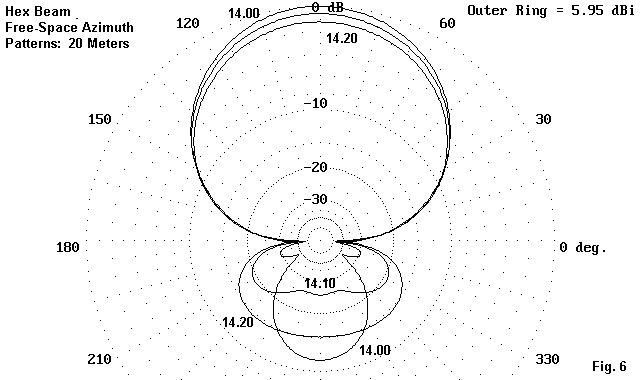 Hex Beam
Free-Space Azimuth
Patterns: 20 Meters
Outer Ring = 5.95 dBi
120
14.00
0 dB
14.20
60
-10
150
30
-20
-30
180
0 deg.
14.10
14.20
14.00
210
330
Fig. 6